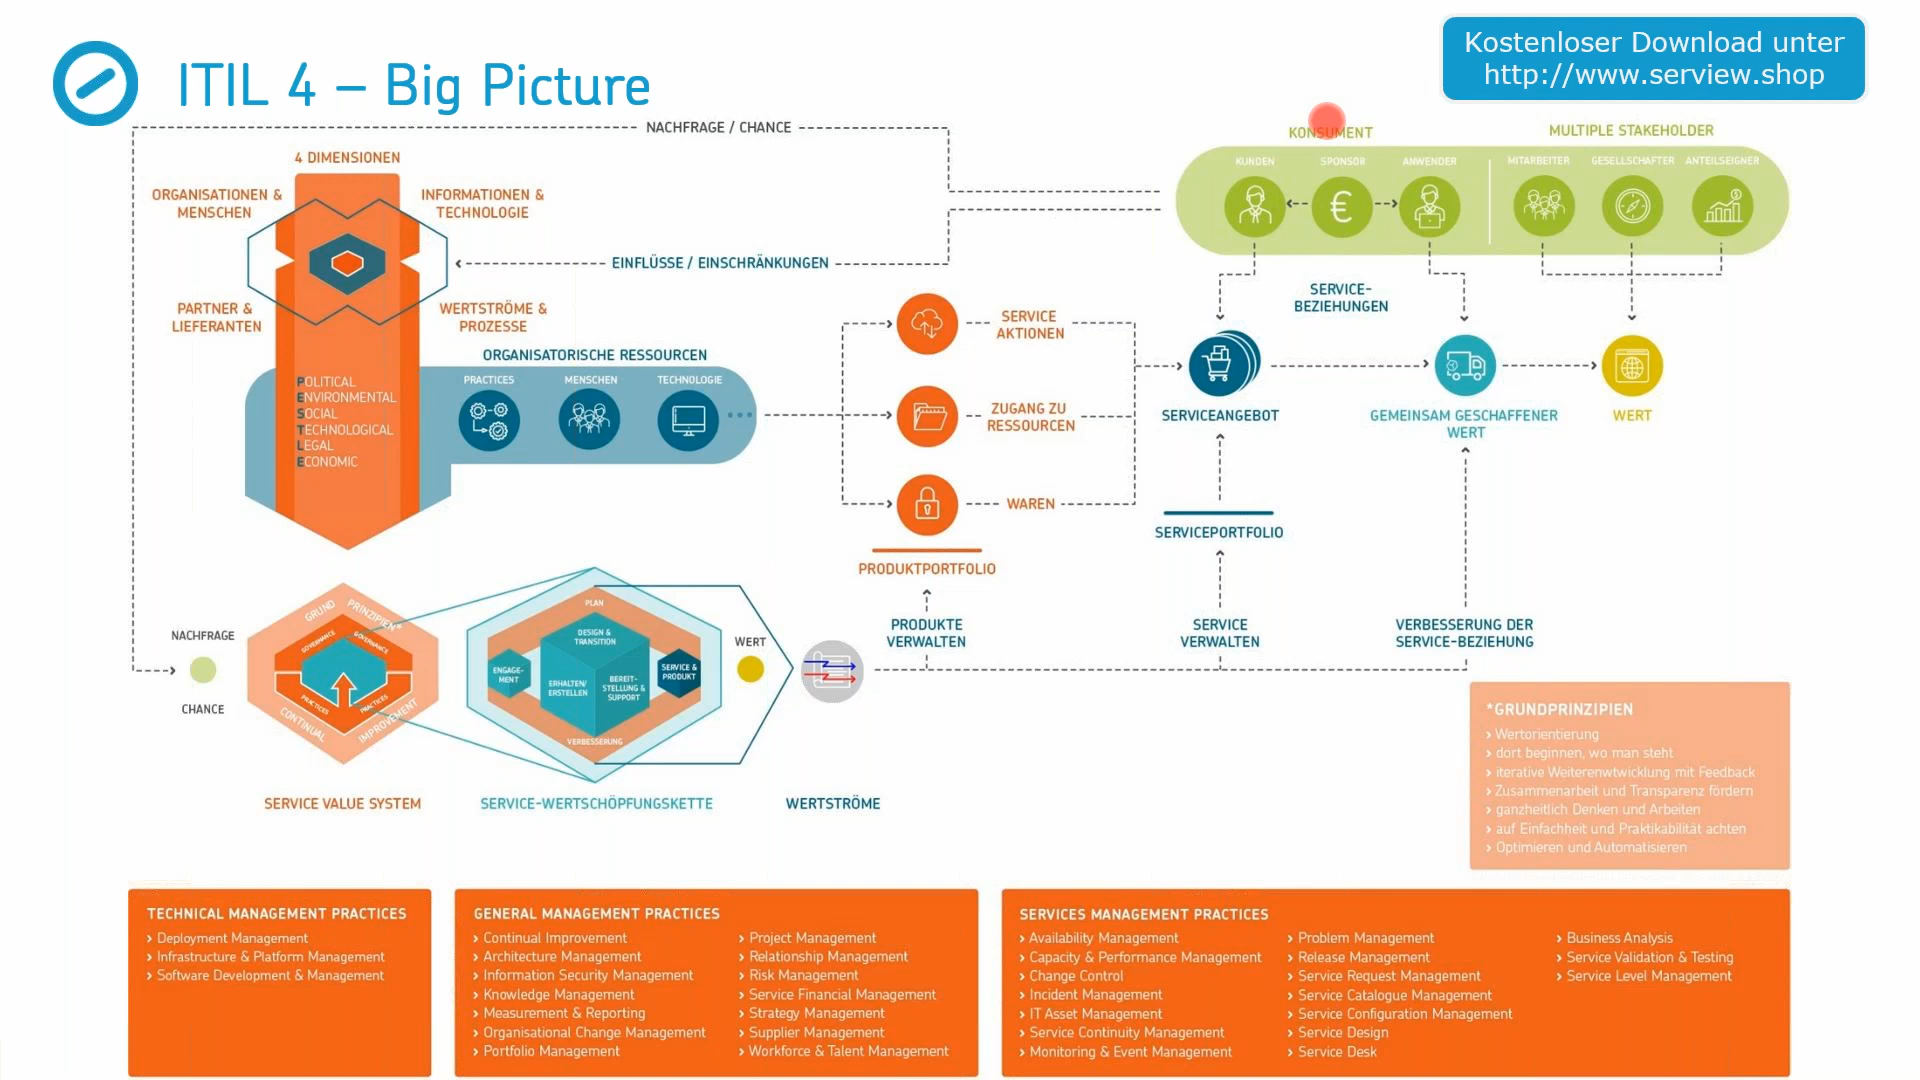 ITIL 4 – Big Picture
Kostenloser Download unter
http://www.serview.shop
NACHFRAGE / CHANCE
KONSUMENT
MULTIPLE STAKEHOLDER
KUNDEN
SPONSOR
ANWENDER
MITARBEITER
GESELLSCHAFTER
ANTEILSEIGNER
€
4 DIMENSIONEN
ORGANISATIONEN &
MENSCHEN
INFORMATIONEN &
TECHNOLOGIE
EINFLÜSSE / EINSCHRÄNKUNGEN
PARTNER &
LIEFERANTEN
WERTSTRÖME &
PROZESSE
POLITICAL
ENVIRONMENTAL
SOCIAL
TECHNOLOGICAL
LEGAL
ECONOMIC
ORGANISATORISCHE RESSOURCEN
PRACTICES
MENSCHEN
TECHNOLOGIE
SERVICE
AKTIONEN
ZUGANG ZU
RESSOURCEN
WAREN
PRODUKTPORTFOLIO
SERVICE-
BEZIEHUNGEN
SERVICEANGEBOT
GEMEINSAM GESCHAFFENER
WERT
WERT
SERVICEPORTFOLIO
PRODUKTE
VERWALTEN
SERVICE
VERWALTEN
VERBESSERUNG DER
SERVICE-BEZIEHUNG
NACHFRAGE
CHANCE
GRUND PRINZIPIEN*
GOVERNANCE
GOVERNANCE
PRACTICES
PRACTICES
CONTINUAL IMPROVEMENT
SERVICE VALUE SYSTEM
PLAN
DESIGN &
TRANSITION
ENGAGE-
MENT
ERHALTEN/
ERSTELLEN
BEREIT-
STELLUNG &
SUPPORT
SERVICE &
PRODUKT
VERBESSERUNG
WERT
SERVICE-WERTSCHÖPFUNGSKETTE
WERTSTRÖME
*GRUNDPRINZIPIEN
› Wertorientierung
› dort beginnen, wo man steht
› iterative Weiterenwtwicklung mit Feedback
› Zusammenarbeit und Transparenz fördern
› ganzheitlich Denken und Arbeiten
› auf Einfachheit und Praktikabilität achten
› Optimieren und Automatisieren
TECHNICAL MANAGEMENT PRACTICES
› Deployment Management
› Infrastructure & Platform Management
› Software Development & Management
GENERAL MANAGEMENT PRACTICES
› Continual Improvement
› Architecture Management
› Information Security Management
› Knowledge Management
› Measurement & Reporting
› Organisational Change Management
› Portfolio Management
› Project Management
› Relationship Management
› Risk Management
› Service Financial Management
› Strategy Management
› Supplier Management
› Workforce & Talent Management
SERVICES MANAGEMENT PRACTICES
› Availability Management
› Capacity & Performance Management
› Change Control
› Incident Management
› IT Asset Management
› Service Continuity Management
› Monitoring & Event Management
› Problem Management
› Release Management
› Service Request Management
› Service Catalogue Management
› Service Configuration Management
› Service Design
› Service Desk
› Business Analysis
› Service Validation & Testing
› Service Level Management